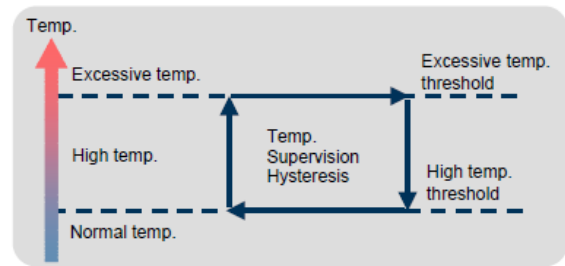 Temp.
Excessive temp.
Excessive temp.
threshold
High temp.
Temp.
Supervision
Hysteresis
High temp.
threshold
Normal temp.